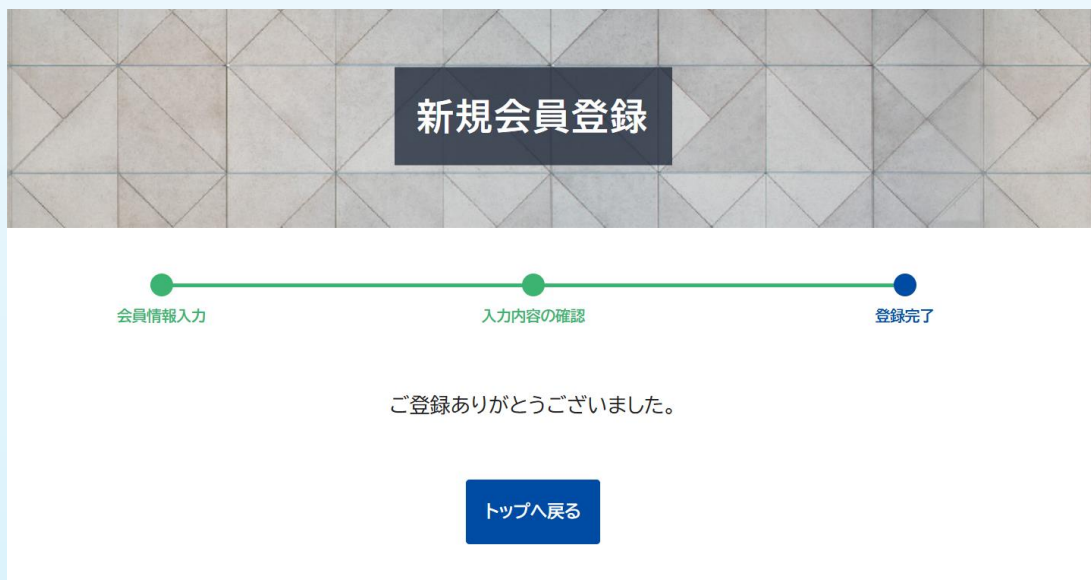 新規会員登録
会員情報入力
入力内容の確認
登録完了
ご登録ありがとうございました。
トップへ戻る